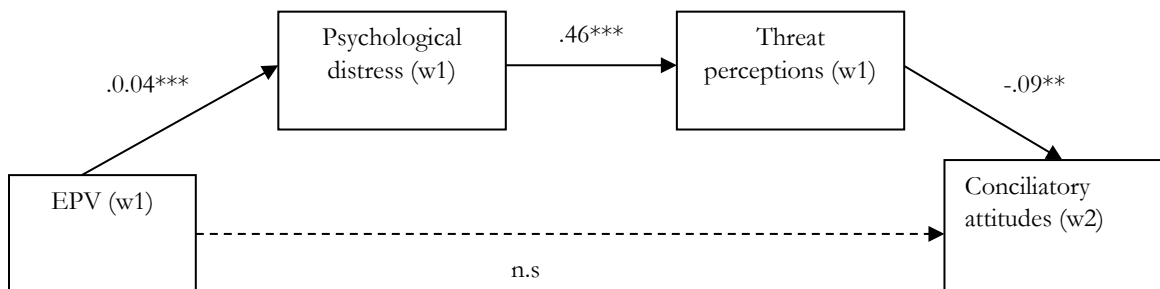 Psychological
distress (w1)
.46***
Threat
perceptions (w1)
.0.04***
-.09**
EPV (w1)
Conciliatory
attitudes (w2)
n.s